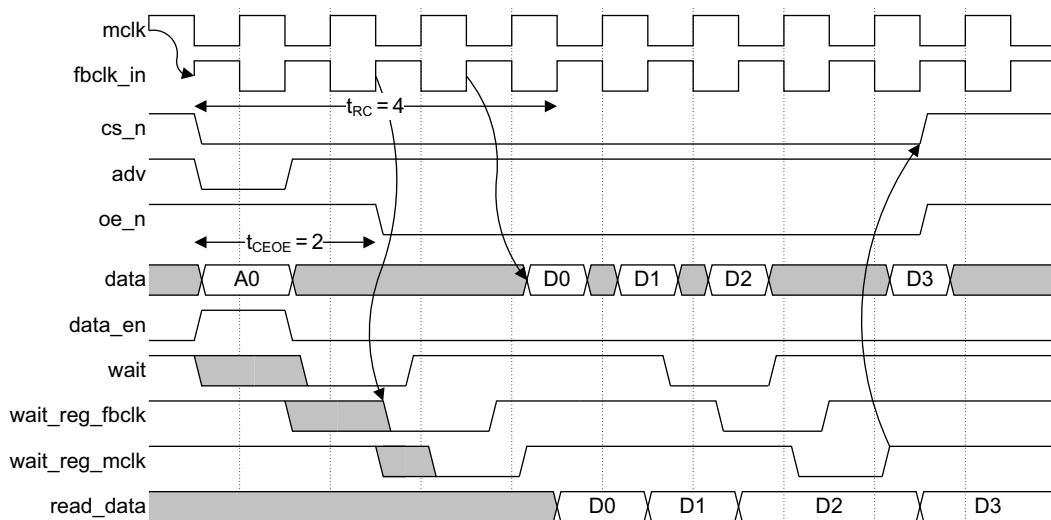 mclk
fbclk_in
tRC = 4
cs_n
adv
oe_n
tCEOE = 2
data A0 D0 D1 D2 D3
data_en
wait
wait_reg_fbclk
wait_reg_mclk
read_data D0 D1 D2 D3